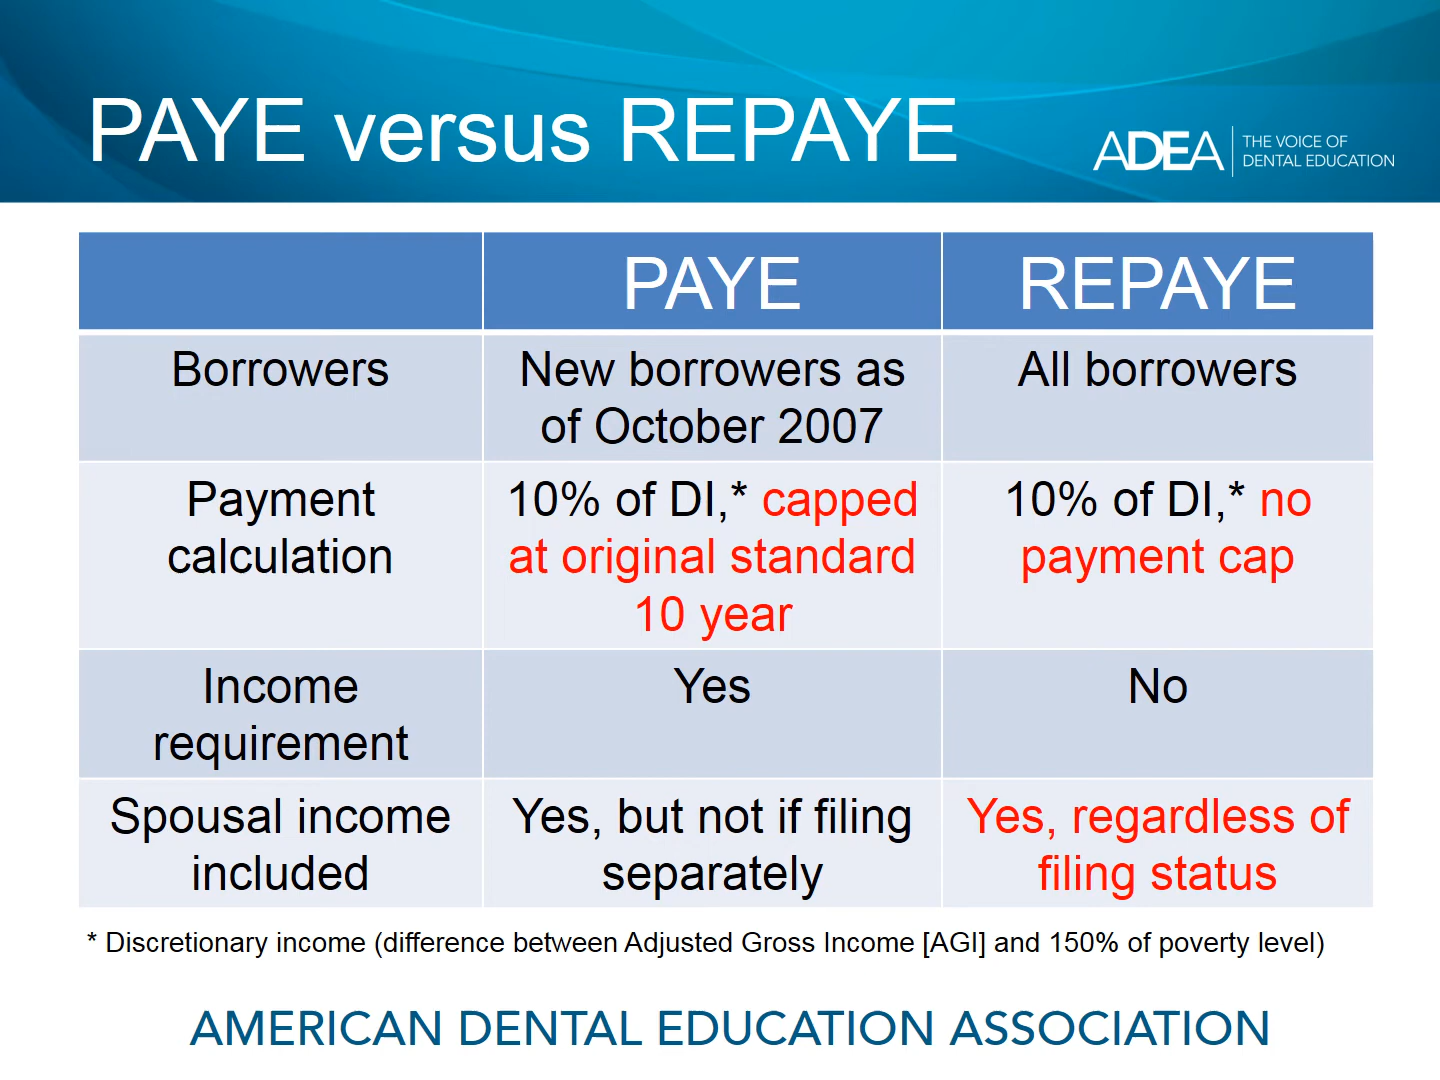 PAYE versus REPAYE
ADEA
THE VOICE OF
DENTAL EDUCATION
PAYE
REPAYE
Borrowers
New borrowers as
of October 2007
All borrowers
Payment
calculation
10% of DI,* capped
at original standard
10 year
10% of DI,* no
payment cap
Income
requirement
Yes
No
Spousal income
included
Yes, but not if filing
separately
Yes, regardless of
filing status
* Discretionary income (difference between Adjusted Gross Income [AGI] and 150% of poverty level)
AMERICAN DENTAL EDUCATION ASSOCIATION